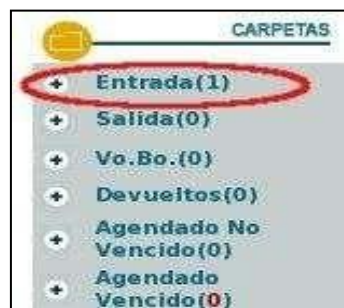 CARPETAS
Entrada(1)
Salida(0)
Vo.Bo.(0)
Devueltos(0)
Agendado No
Vencido(0)
Agendado
Vencido(0)